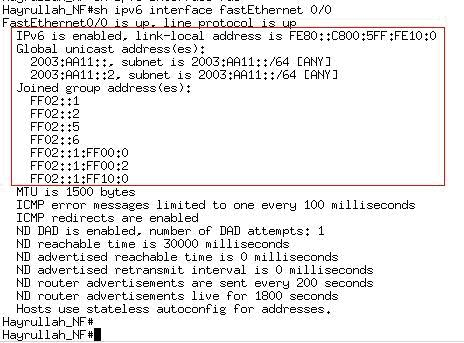 Hayrullah_NF#sh ipv6 interface fastEthernet 0/0
FastEthernet0/0 is up, line protocol is up
IPv6 is enabled, link-local address is FE80::C800:5FF:FE10:0
Global unicast address(es):
2003:AA11::, subnet is 2003:AA11::/64 [ANY]
2003:AA11::2, subnet is 2003:AA11::/64 [ANY]
Joined group address(es):
FF02::1
FF02::2
FF02::5
FF02::6
FF02::1:FF00:0
FF02::1:FF00:2
FF02::1:FF10:0
MTU is 1500 bytes
ICMP error messages limited to one every 100 milliseconds
ICMP redirects are enabled
ND DAD is enabled, number of DAD attempts: 1
ND reachable time is 30000 milliseconds
ND advertised reachable time is 0 milliseconds
ND advertised retransmit interval is 0 milliseconds
ND router advertisements are sent every 200 seconds
ND router advertisements live for 1800 seconds
Hosts use stateless autoconfig for addresses.
Hayrullah_NF#
Hayrullah_NF#